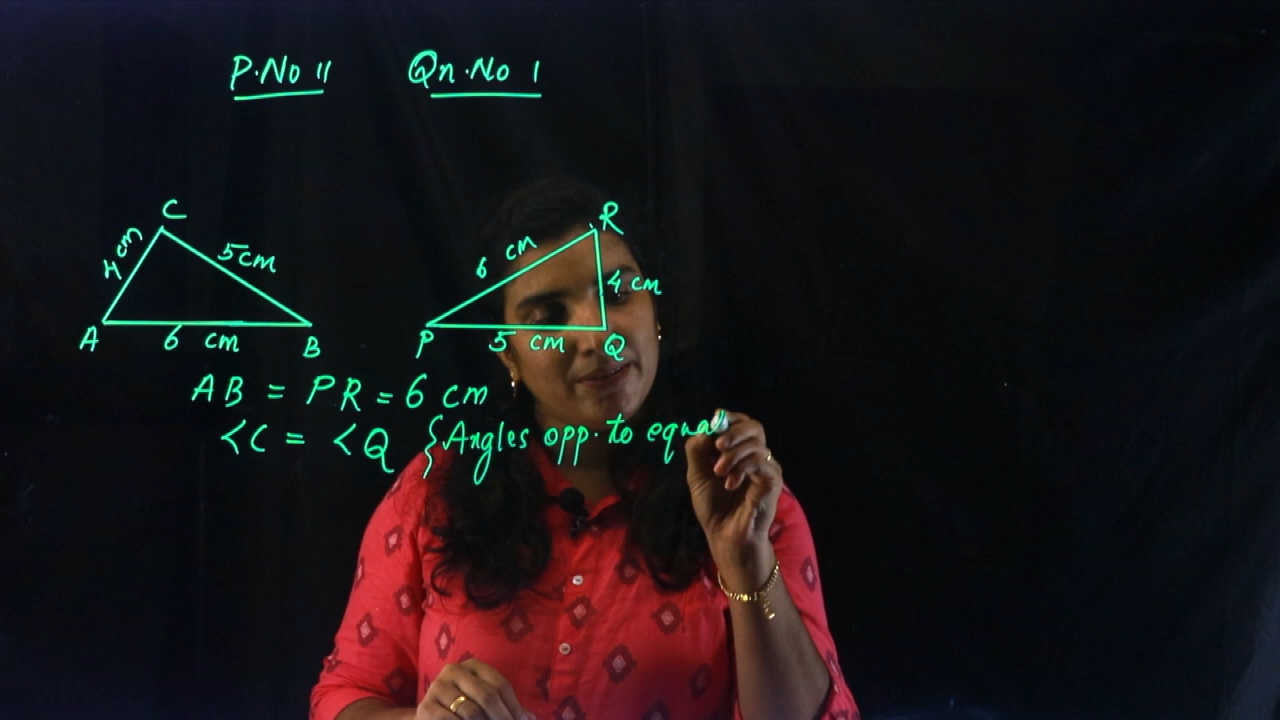 P.No 11 Qn.No 1
C
4 cm
5cm
A
6 cm
B
R
6 cm
4 cm
P
5 cm
Q
AB = PR = 6 cm
<C = <Q {Angles opp. to equa